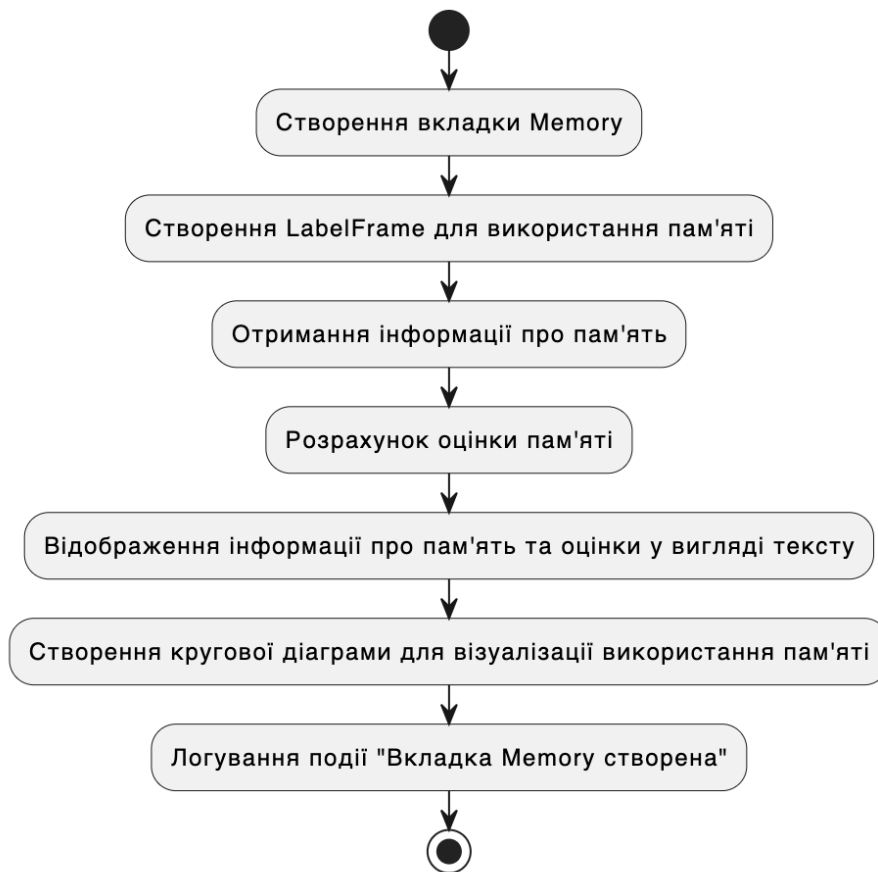 Створення вкладки Memory
Створення LabelFrame для використання пам'яті
Отримання інформації про пам'ять
Розрахунок оцінки пам'яті
Відображення інформації про пам'ять та оцінки у вигляді тексту
Створення кругової діаграми для візуалізації використання пам'яті
Логування події "Вкладка Memory створена"